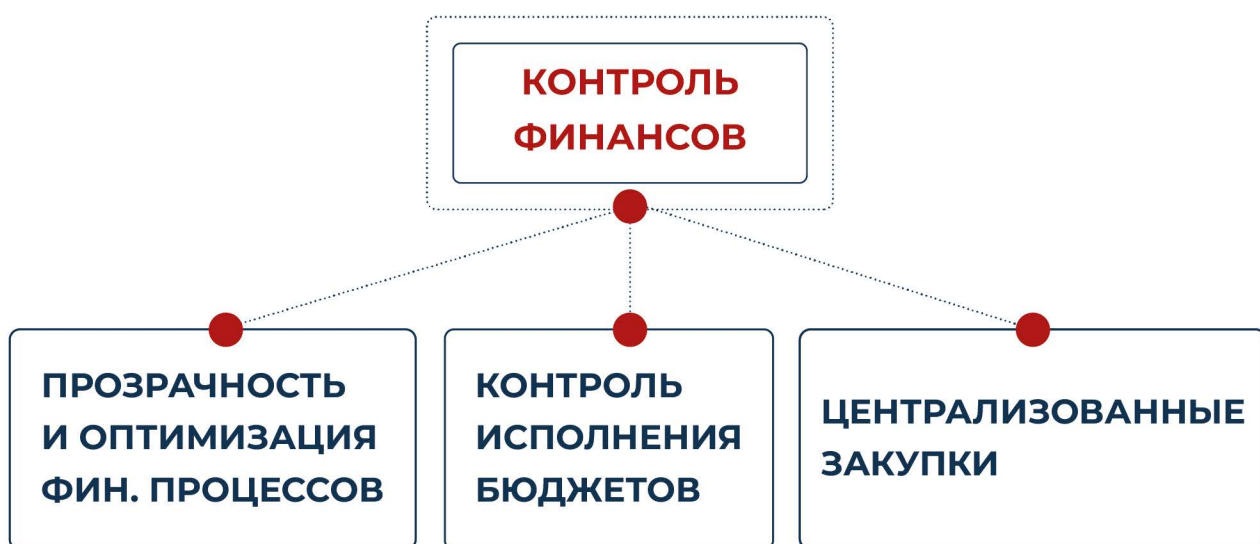 КОНТРОЛЬ
ФИНАНСОВ
ПРОЗРАЧНОСТЬ
И ОПТИМИЗАЦИЯ
ФИН. ПРОЦЕССОВ
КОНТРОЛЬ
ИСПОЛНЕНИЯ
БЮДЖЕТОВ
ЦЕНТРАЛИЗОВАННЫЕ
ЗАКУПКИ